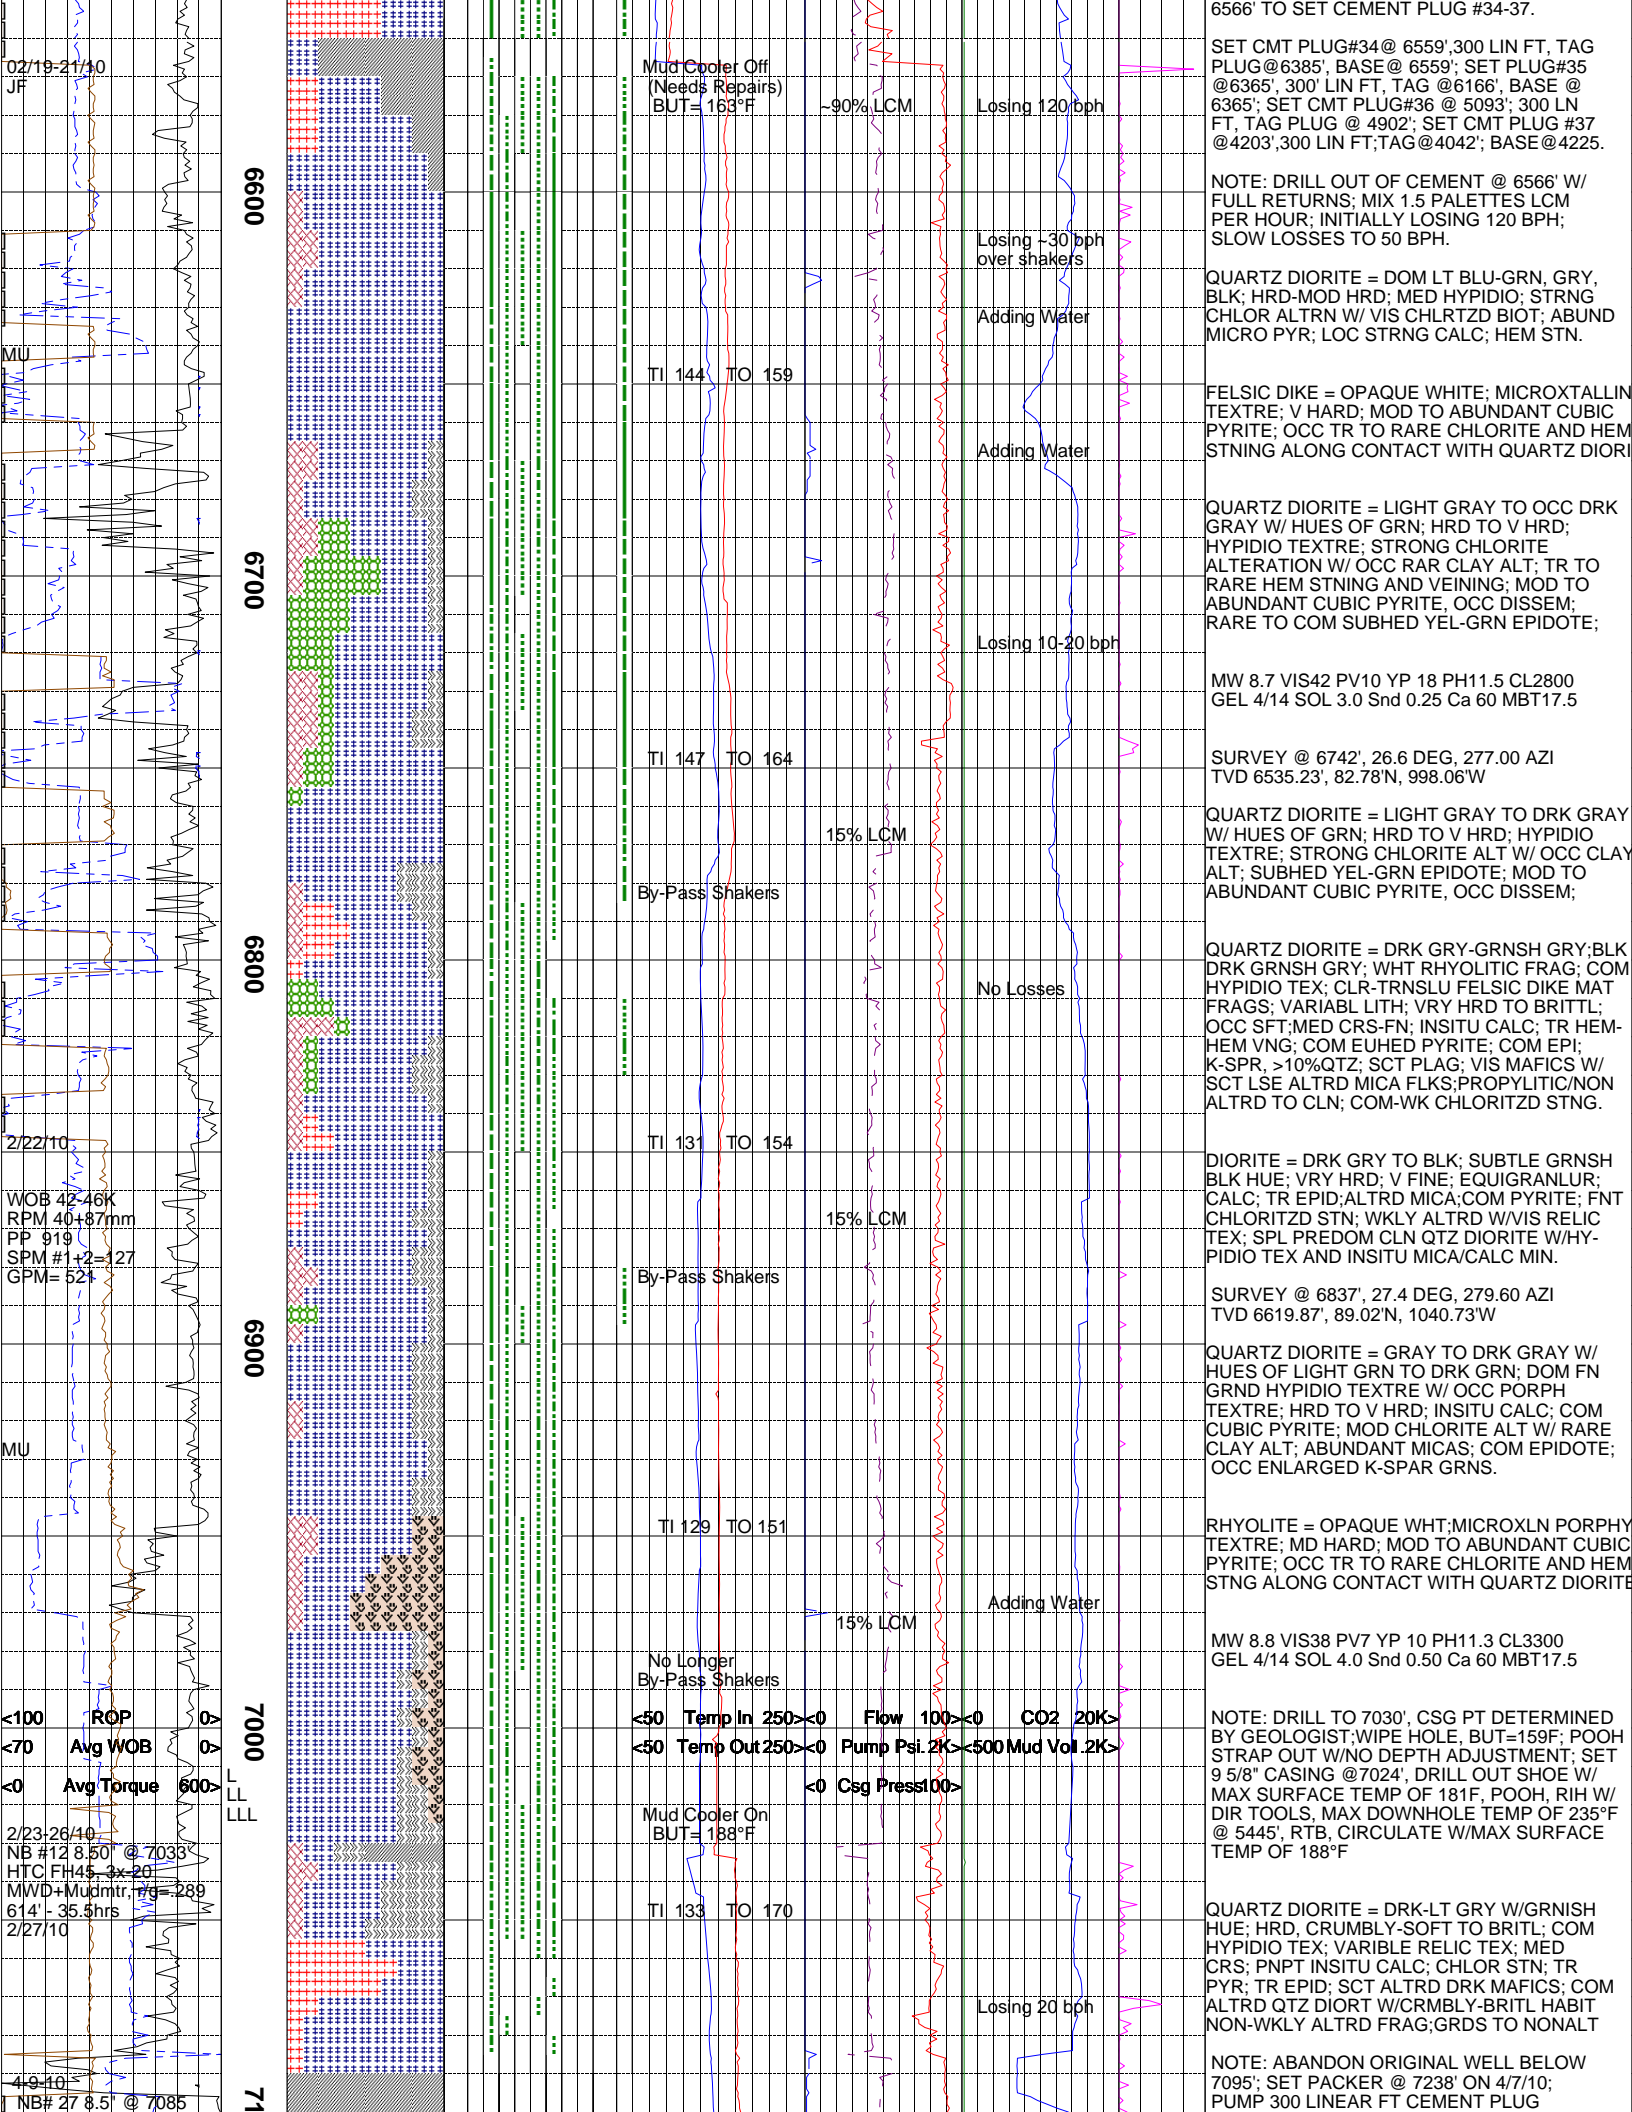 02/19-21/10
JF
MU
2/22/10
WOB 42-46K
RPM 40+87mm
PP 919
SPM #1+2=127
GPM= 521
MU
<100 ROP 0>
<70 Avg WOB 0>
<0 Avg Torque 600>
L
LL
LLL
2/23-26/10
NB #12 8.50" @ 7033'
HTC FH45, 3x-20
MWD+Mudmtr, r/g=.289
614' - 35.5hrs
2/27/10
4-9-10
NB# 27 8.5" @ 7085
6600
6700
6800
6900
7000
71
Mud Cooler Off
(Needs Repairs)
BUT= 163°F
~90% LCM
Losing 120 bph
Losing ~30 bph
over shakers
Adding Water
TI 144 TO 159
Adding Water
Losing 10-20 bph
TI 147 TO 164
15% LCM
By-Pass Shakers
No Losses
TI 131 TO 154
15% LCM
By-Pass Shakers
TI 129 TO 151
Adding Water
15% LCM
No Longer
By-Pass Shakers
<50 Temp In 250>
<0 Flow 100>
<0 CO2 20K>
<50 Temp Out 250>
<0 Pump Psi .2K>
<500 Mud Vol .2K>
<0 Csg Press 100>
Mud Cooler On
BUT= 188°F
TI 133 TO 170
Losing 20 bph
6566' TO SET CEMENT PLUG #34-37.
SET CMT PLUG#34@ 6559',300 LIN FT, TAG
PLUG@6385', BASE@ 6559'; SET PLUG#35
@6365', 300' LIN FT, TAG @6166', BASE @
6365'; SET CMT PLUG#36 @ 5093'; 300 LN
FT, TAG PLUG @ 4902'; SET CMT PLUG #37
@4203',300 LIN FT;TAG@4042'; BASE@4225.
NOTE: DRILL OUT OF CEMENT @ 6566' W/
FULL RETURNS; MIX 1.5 PALETTES LCM
PER HOUR; INITIALLY LOSING 120 BPH;
SLOW LOSSES TO 50 BPH.
QUARTZ DIORITE = DOM LT BLU-GRN, GRY,
BLK; HRD-MOD HRD; MED HYPIDIO; STRNG
CHLOR ALTRN W/ VIS CHLRTZD BIOT; ABUND
MICRO PYR; LOC STRNG CALC; HEM STN.
FELSIC DIKE = OPAQUE WHITE; MICROXTALLIN
TEXTRE; V HARD; MOD TO ABUNDANT CUBIC
PYRITE; OCC TR TO RARE CHLORITE AND HEM
STNING ALONG CONTACT WITH QUARTZ DIORI
QUARTZ DIORITE = LIGHT GRAY TO OCC DRK
GRAY W/ HUES OF GRN; HRD TO V HRD;
HYPIDIO TEXTRE; STRONG CHLORITE
ALTERATION W/ OCC RAR CLAY ALT; TR TO
RARE HEM STNING AND VEINING; MOD TO
ABUNDANT CUBIC PYRITE, OCC DISSEM;
RARE TO COM SUBHED YEL-GRN EPIDOTE;
MW 8.7 VIS42 PV10 YP 18 PH11.5 CL2800
GEL 4/14 SOL 3.0 Snd 0.25 Ca 60 MBT17.5
SURVEY @ 6742', 26.6 DEG, 277.00 AZI
TVD 6535.23', 82.78'N, 998.06'W
QUARTZ DIORITE = LIGHT GRAY TO DRK GRAY
W/ HUES OF GRN; HRD TO V HRD; HYPIDIO
TEXTRE; STRONG CHLORITE ALT W/ OCC CLAY
ALT; SUBHED YEL-GRN EPIDOTE; MOD TO
ABUNDANT CUBIC PYRITE, OCC DISSEM;
QUARTZ DIORITE = DRK GRY-GRNSH GRY;BLK
DRK GRNSH GRY; WHT RHYOLITIC FRAG; COM
HYPIDIO TEX; CLR-TRNSLU FELSIC DIKE MAT
FRAGS; VARIABL LITH; VRY HRD TO BRITTL;
OCC SFT;MED CRS-FN; INSITU CALC; TR HEM-
HEM VNG; COM EUHED PYRITE; COM EPI;
K-SPR, >10%QTZ; SCT PLAG; VIS MAFICS W/
SCT LSE ALTRD MICA FLKS;PROPYLITIC/NON
ALTRD TO CLN; COM-WK CHLORITZD STNG.
DIORITE = DRK GRY TO BLK; SUBTLE GRNSH
BLK HUE; VRY HRD; V FINE; EQUIGRANLUR;
CALC; TR EPID;ALTRD MICA;COM PYRITE; FNT
CHLORITZD STN; WKLY ALTRD W/VIS RELIC
TEX; SPL PREDOM CLN QTZ DIORITE W/HY-
PIDIO TEX AND INSITU MICA/CALC MIN.
SURVEY @ 6837', 27.4 DEG, 279.60 AZI
TVD 6619.87', 89.02'N, 1040.73'W
QUARTZ DIORITE = GRAY TO DRK GRAY W/
HUES OF LIGHT GRN TO DRK GRN; DOM FN
GRND HYPIDIO TEXTRE W/ OCC PORPH
TEXTRE; HRD TO V HRD; INSITU CALC; COM
CUBIC PYRITE; MOD CHLORITE ALT W/ RARE
CLAY ALT; ABUNDANT MICAS; COM EPIDOTE;
OCC ENLARGED K-SPAR GRNS.
RHYOLITE = OPAQUE WHT;MICROXLN PORPHY
TEXTRE; MD HARD; MOD TO ABUNDANT CUBIC
PYRITE; OCC TR TO RARE CHLORITE AND HEM
STNG ALONG CONTACT WITH QUARTZ DIORITE
MW 8.8 VIS38 PV7 YP 10 PH11.3 CL3300
GEL 4/14 SOL 4.0 Snd 0.50 Ca 60 MBT17.5
NOTE: DRILL TO 7030', CSG PT DETERMINED
BY GEOLOGIST;WIPE HOLE, BUT=159F; POOH
STRAP OUT W/NO DEPTH ADJUSTMENT; SET
9 5/8" CASING @7024', DRILL OUT SHOE W/
MAX SURFACE TEMP OF 181F, POOH, RIH W/
DIR TOOLS, MAX DOWNHOLE TEMP OF 235°F
@ 5445', RTB, CIRCULATE W/MAX SURFACE
TEMP OF 188°F
QUARTZ DIORITE = DRK-LT GRY W/GRNISH
HUE; HRD, CRUMBLY-SOFT TO BRITL; COM
HYPIDIO TEX; VARIBLE RELIC TEX; MED
CRS; PNPT INSITU CALC; CHLOR STN; TR
PYR; TR EPID; SCT ALTRD DRK MAFICS; COM
ALTRD QTZ DIORT W/CRMBLY-BRITL HABIT
NON-WKLY ALTRD FRAG;GRDS TO NONALT
NOTE: ABANDON ORIGINAL WELL BELOW
7095'; SET PACKER @ 7238' ON 4/7/10;
PUMP 300 LINEAR FT CEMENT PLUG